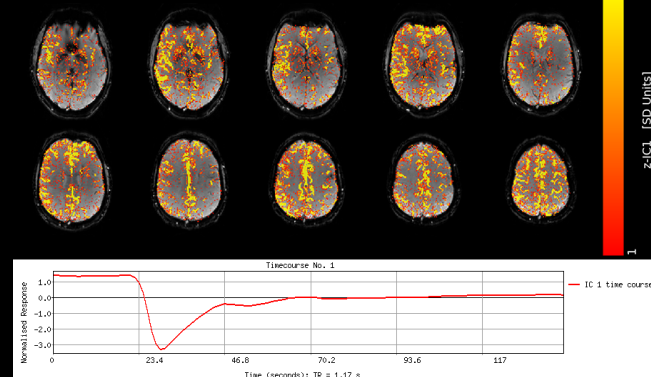 z-IC1 [SD Units]
1
Timecourse No. 1
Normalised Response
1.0
0.0
-1.0
-2.0
-3.0
IC 1 time course
0 23.4 46.8 70.2 93.6 117
Time (seconds); TR = 1.17 s